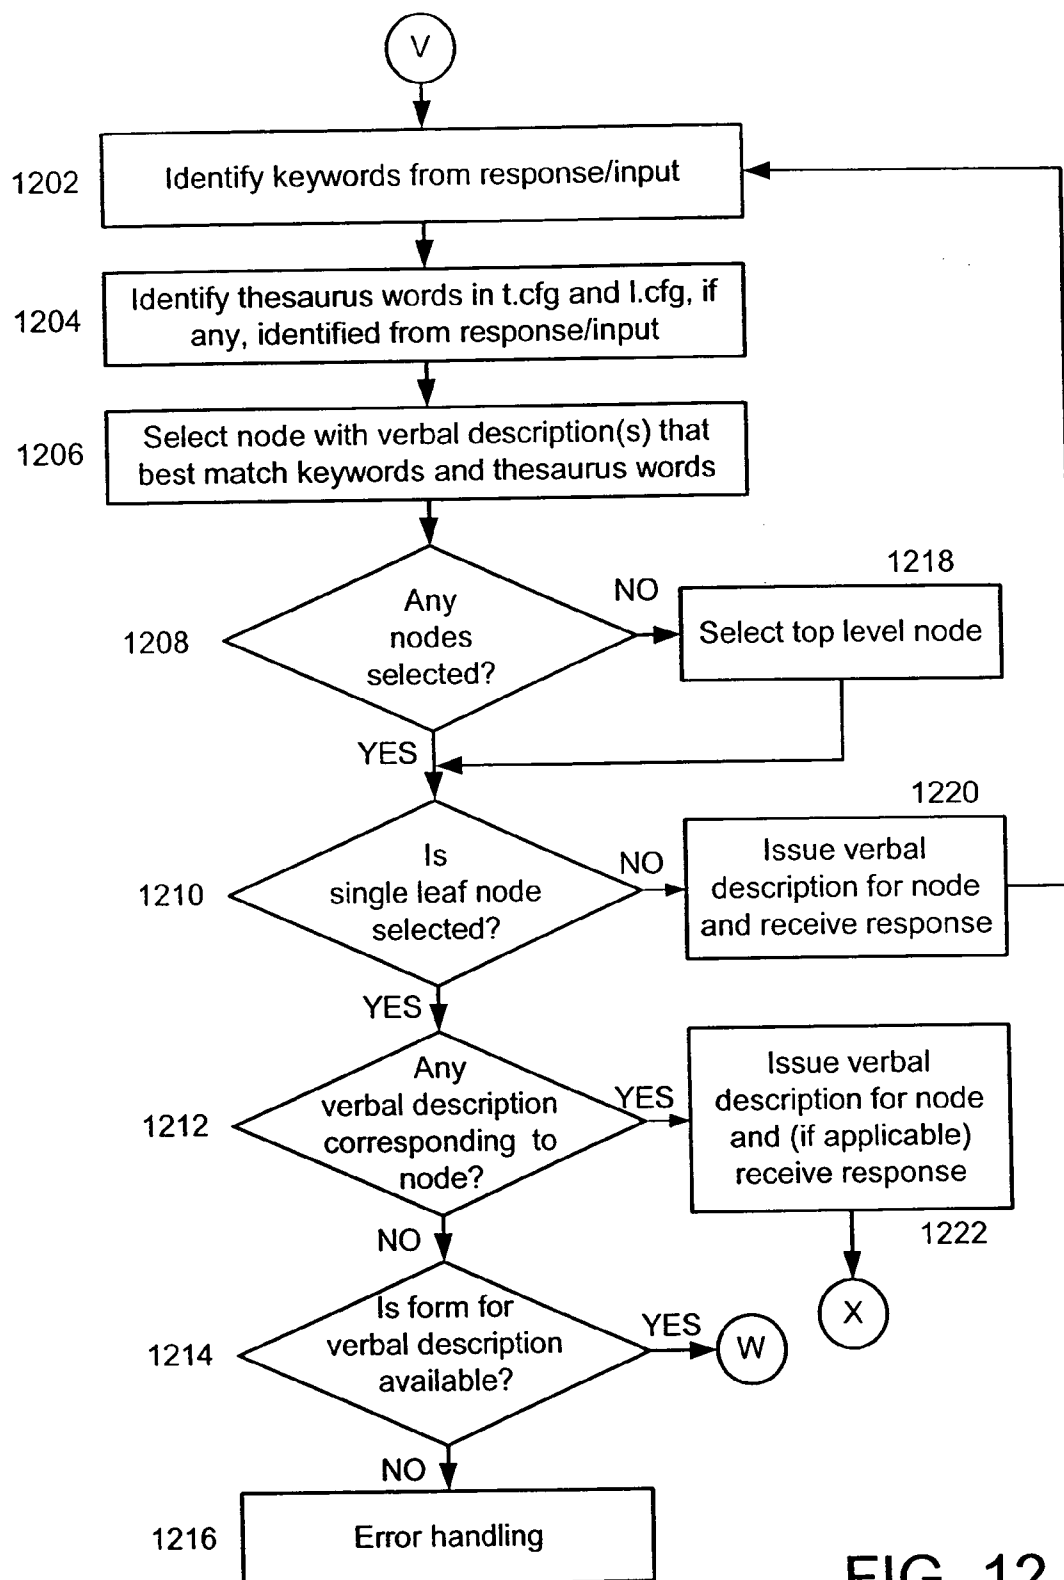 V
1202
Identify keywords from response/input
1204
Identify thesaurus words in t.cfg and l.cfg, if
any, identified from response/input
1206
Select node with verbal description(s) that
best match keywords and thesaurus words
1208
Any
nodes
selected?
NO
1218
Select top level node
YES
1210
Is
single leaf node
selected?
NO
1220
Issue verbal
description for node
and receive response
YES
1212
Any
verbal description
corresponding to
node?
YES
Issue verbal
description for node
and (if applicable)
receive response
1222
X
NO
1214
Is form for
verbal description
available?
YES
W
NO
1216
Error handling
FIG. 12